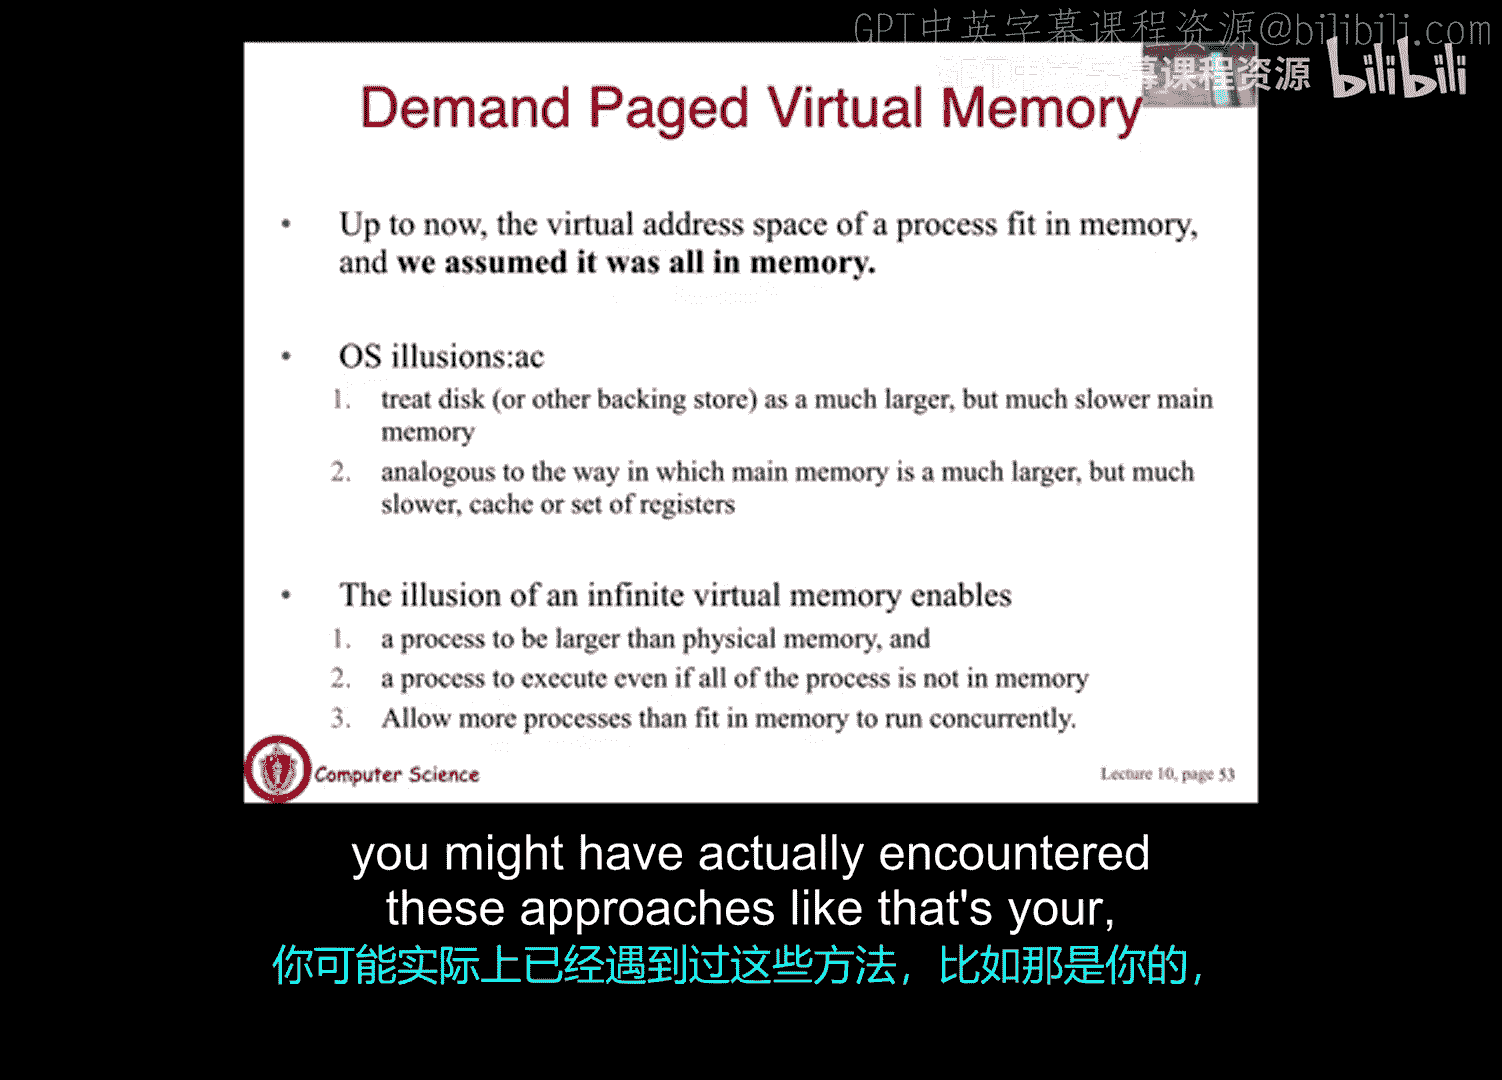 GPT中英字幕课程资源@bilibili.com
课程资源 bilibili
Demand Paged Virtual Memory
• Up to now, the virtual address space of a process fit in memory,
and we assumed it was all in memory.
• OS illusions:ac
1. treat disk (or other backing store) as a much larger, but much slower main
memory
2. analogous to the way in which main memory is a much larger, but much
slower, cache or set of registers
• The illusion of an infinite virtual memory enables
1. a process to be larger than physical memory, and
2. a process to execute even if all of the process is not in memory
3. Allow more processes than fit in memory to run concurrently.
Computer Science
Lecture 10, page 53
you might have actually encountered
these approaches like that's your,
你可能实际上已经遇到过这些方法，比如那是你的，